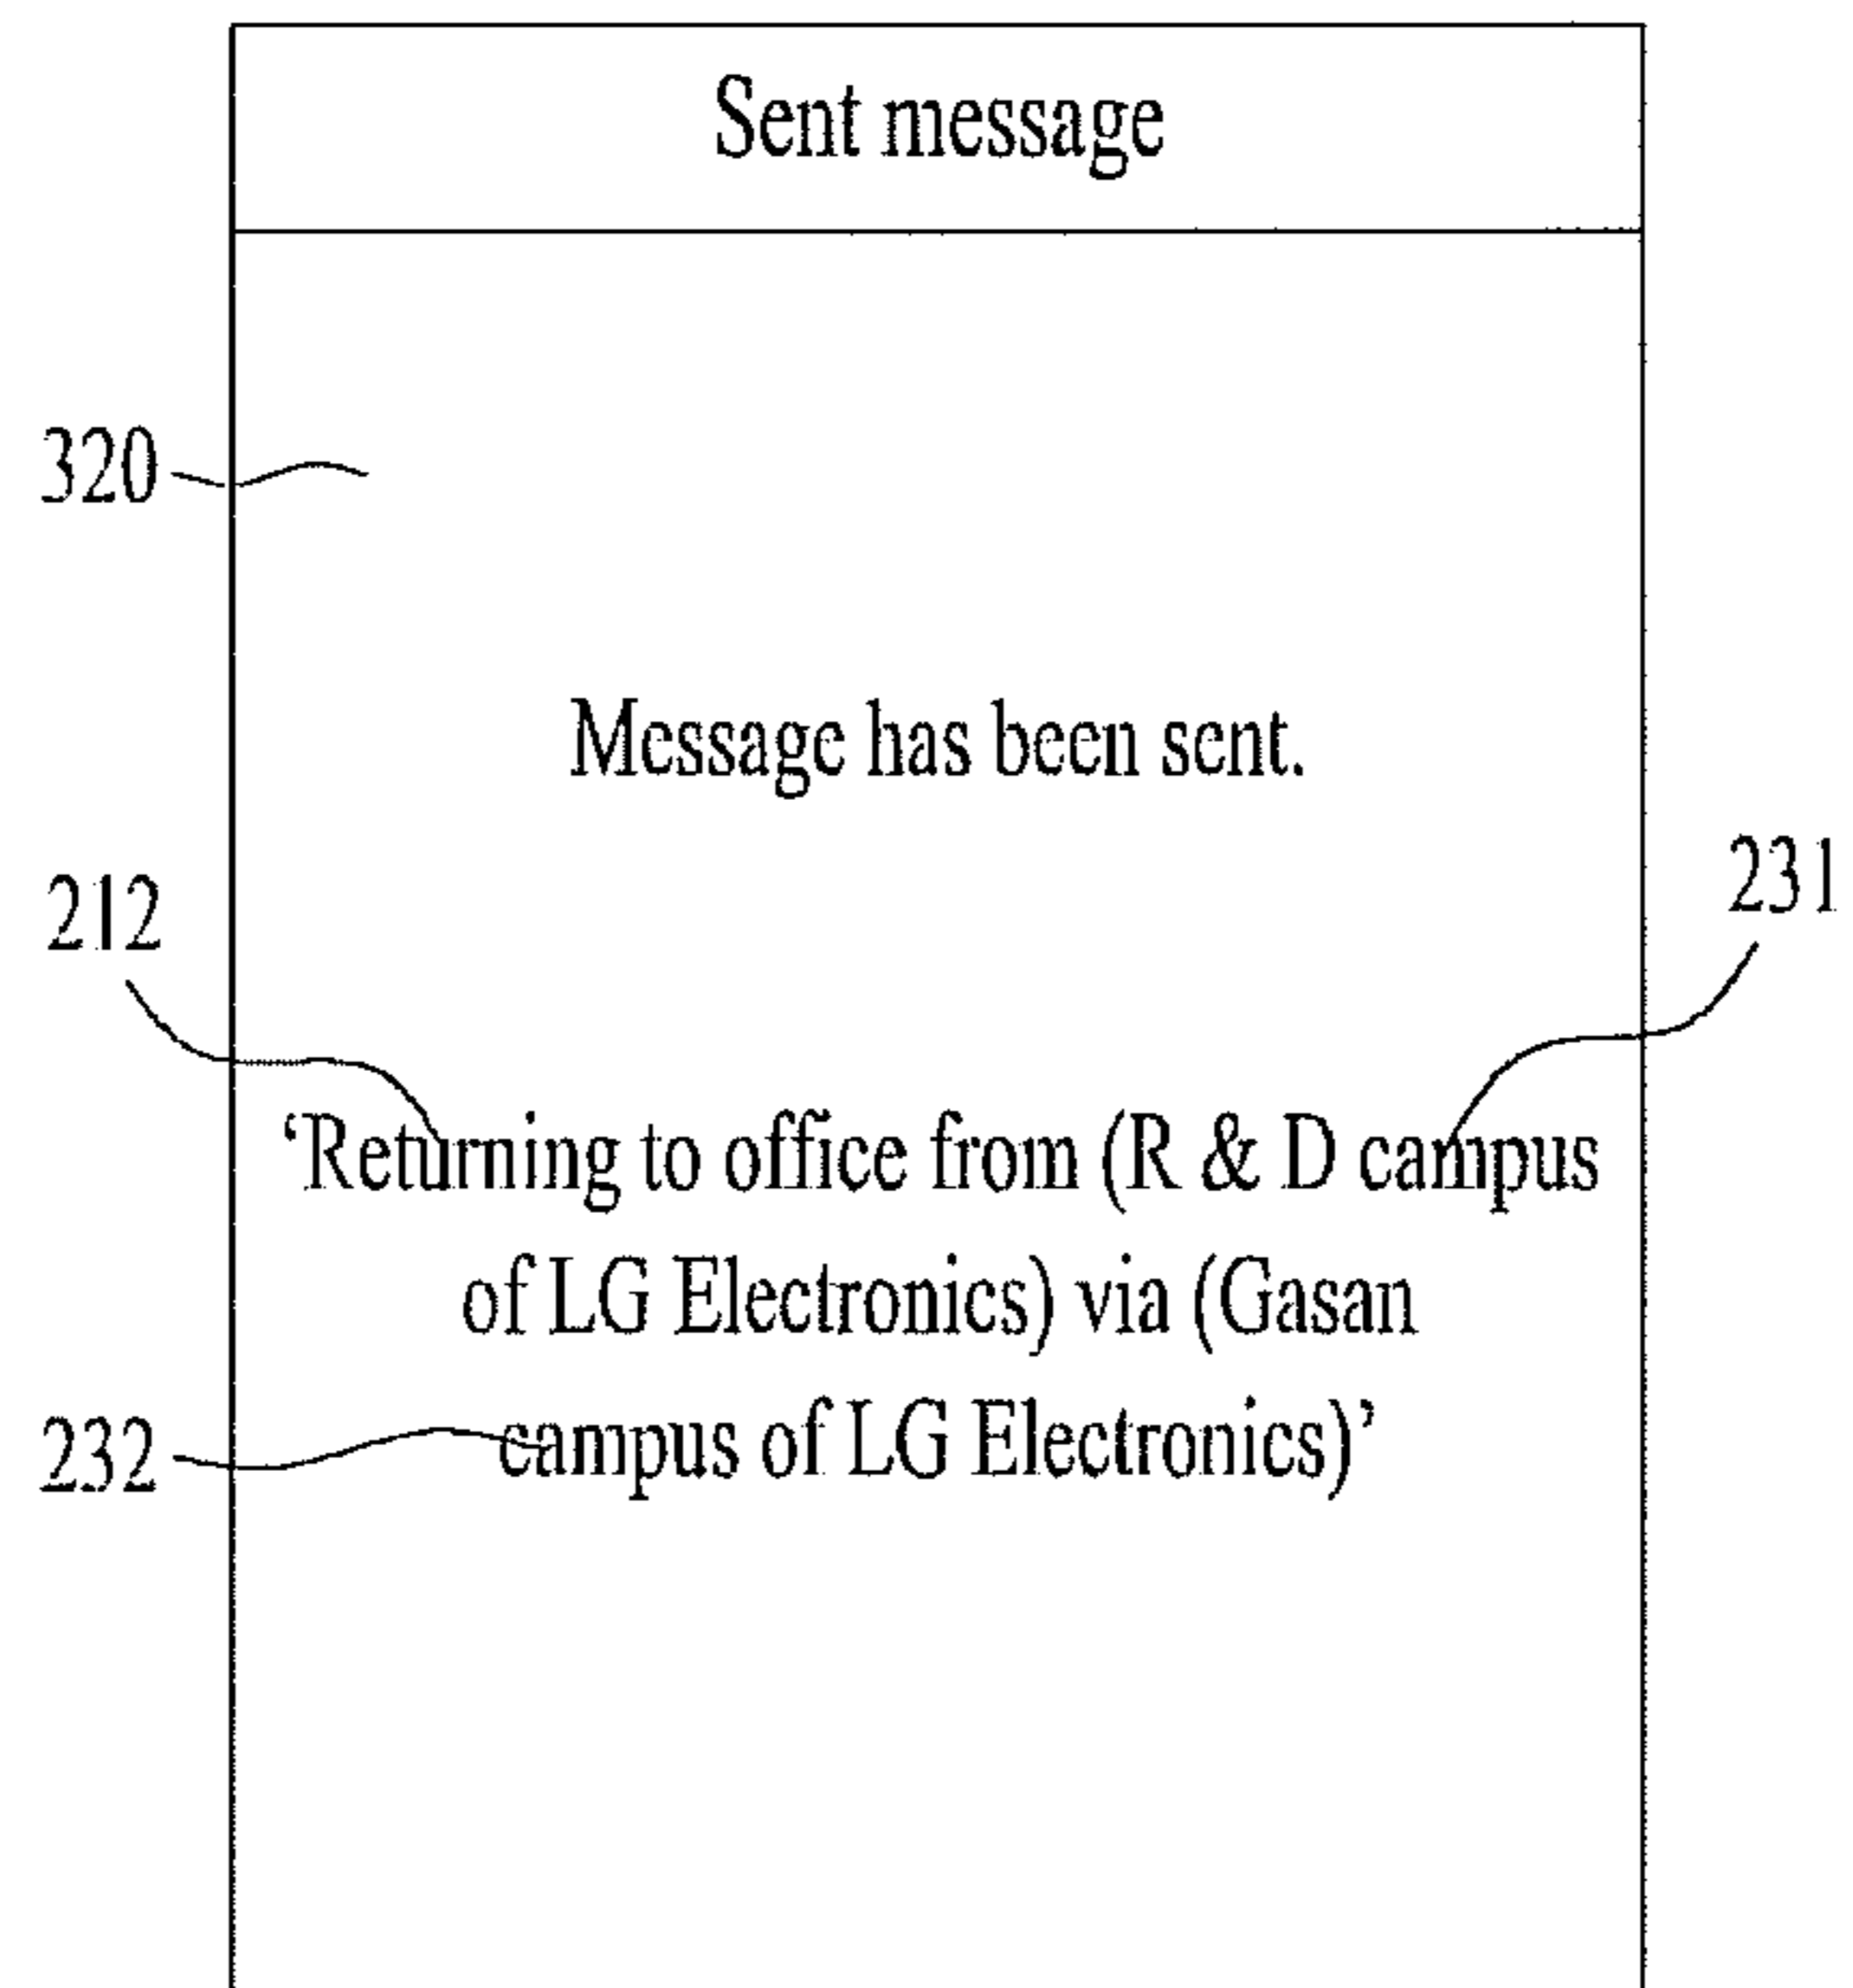 Sent message
320
Message has been sent.
231
212
‘Returning to office from (R & D campus
of LG Electronics) via (Gasan
campus of LG Electronics)’
232